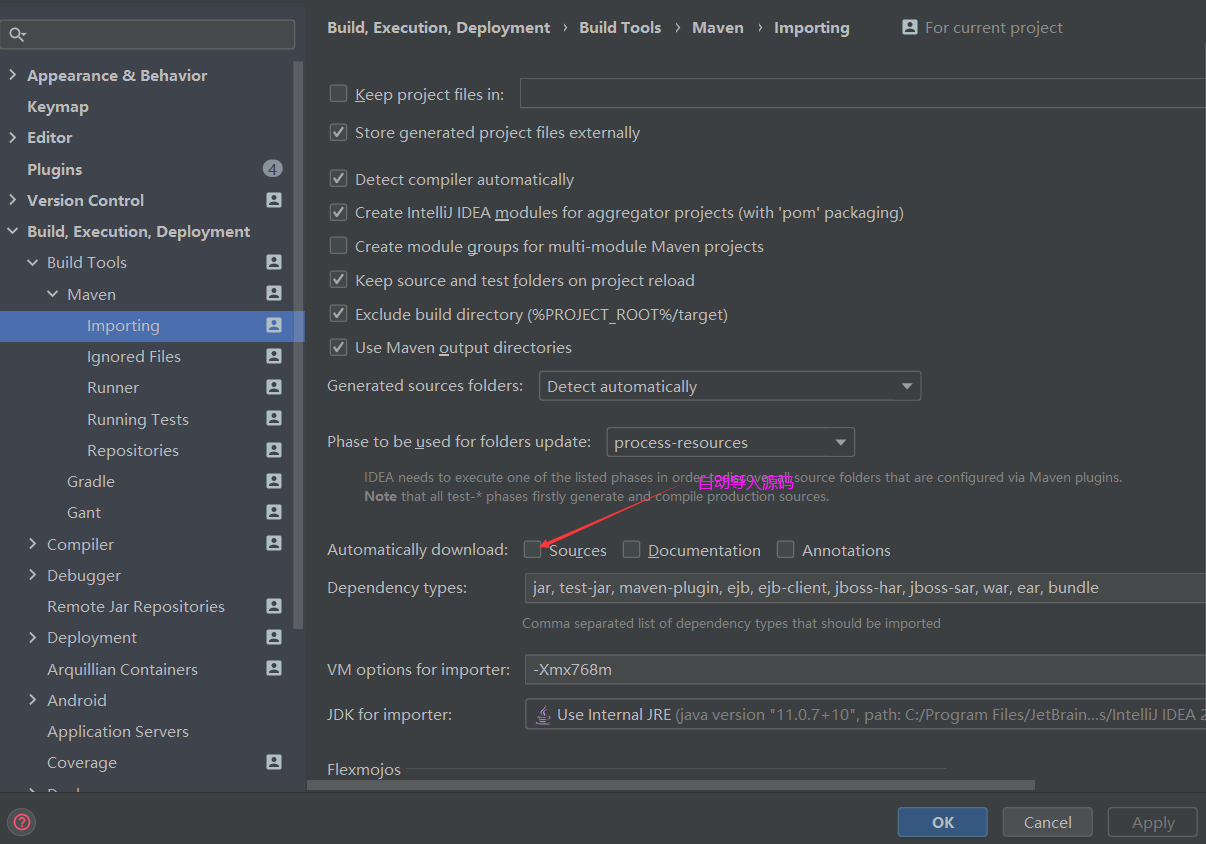 Build, Execution, Deployment › Build Tools › Maven › Importing For current project
Appearance & Behavior
Keymap
Editor
Plugins 4
Version Control
Build, Execution, Deployment
Build Tools
Maven
Importing
Ignored Files
Runner
Running Tests
Repositories
Gradle
Gant
Compiler
Debugger
Remote Jar Repositories
Deployment
Arquillian Containers
Android
Application Servers
Coverage
Keep project files in:
Store generated project files externally
Detect compiler automatically
Create IntelliJ IDEA modules for aggregator projects (with 'pom' packaging)
Create module groups for multi-module Maven projects
Keep source and test folders on project reload
Exclude build directory (%PROJECT_ROOT%/target)
Use Maven output directories
Generated sources folders: Detect automatically
Phase to be used for folders update: process-resources
IDEA needs to execute one of the listed phases in order to discover all source folders that are configured via Maven plugins.
自动导入源码
Note that all test-* phases firstly generate and compile production sources.
Automatically download: Sources Documentation Annotations
Dependency types: jar, test-jar, maven-plugin, ejb, ejb-client, jboss-har, jboss-sar, war, ear, bundle
Comma separated list of dependency types that should be imported
VM options for importer: -Xmx768m
JDK for importer: Use Internal JRE (java version "11.0.7+10", path: C:/Program Files/JetBrain...s/IntelliJ IDEA 2
Flexmojos
? OK Cancel Apply